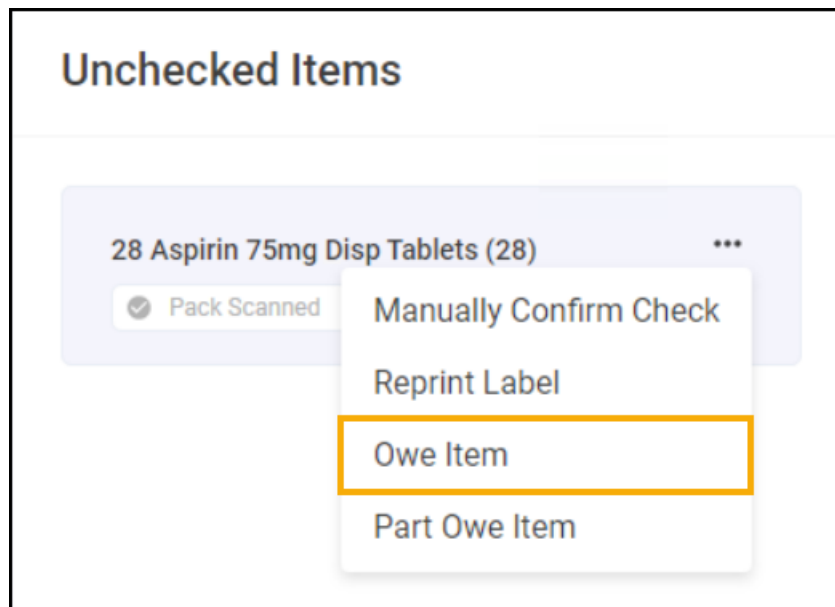 Unchecked Items
28 Aspirin 75mg Disp Tablets (28)
Pack Scanned
Manually Confirm Check
Reprint Label
Owe Item
Part Owe Item